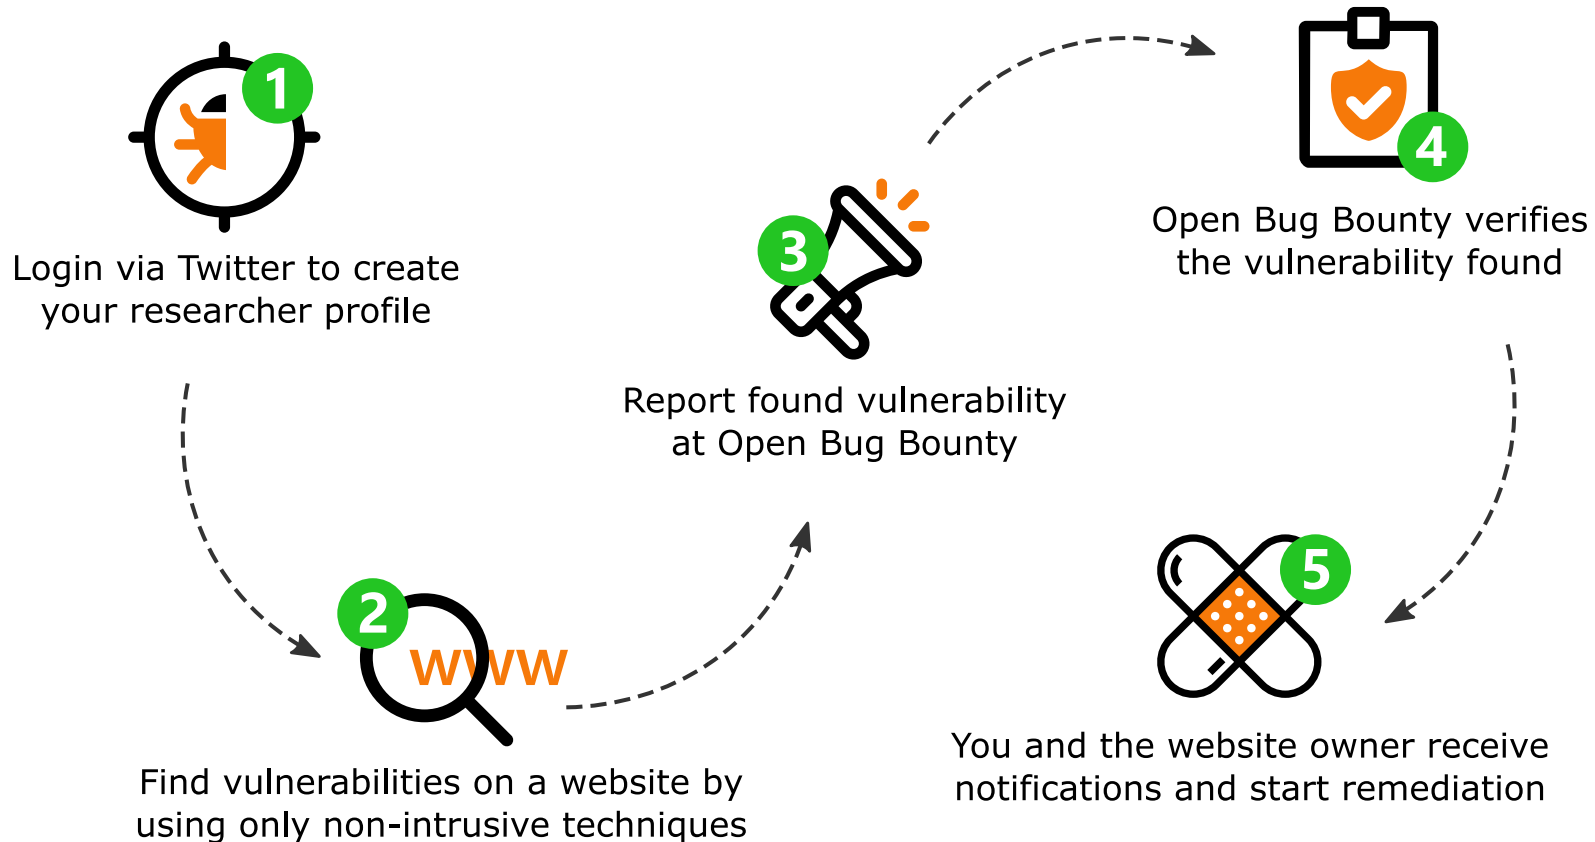 1
Login via Twitter to create
your researcher profile
2
WWW
Find vulnerabilities on a website by
using only non-intrusive techniques
3
Report found vulnerability
at Open Bug Bounty
4
Open Bug Bounty verifies
the vulnerability found
5
You and the website owner receive
notifications and start remediation